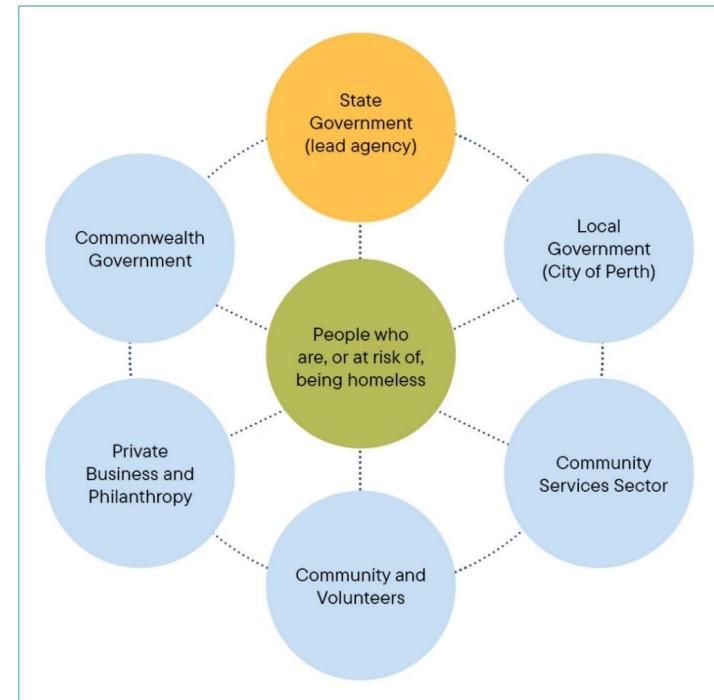 State
Government
(lead agency)
Commonwealth
Government
Local
Government
(City of Perth)
People who
are, or at risk of,
being homeless
Private
Business and
Philanthropy
Community
Services Sector
Community and
Volunteers